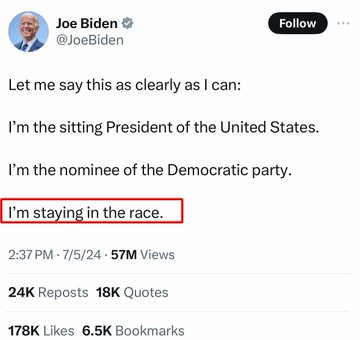 Joe Biden
Follow
@JoeBiden
Let me say this as clearly as I can:
I'm the sitting President of the United States.
I'm the nominee of the Democratic party.
I'm staying in the race.
2:37 PM · 7/5/24 · 57M Views
24K Reposts 18K Quotes
178K Likes 6.5K Bookmarks